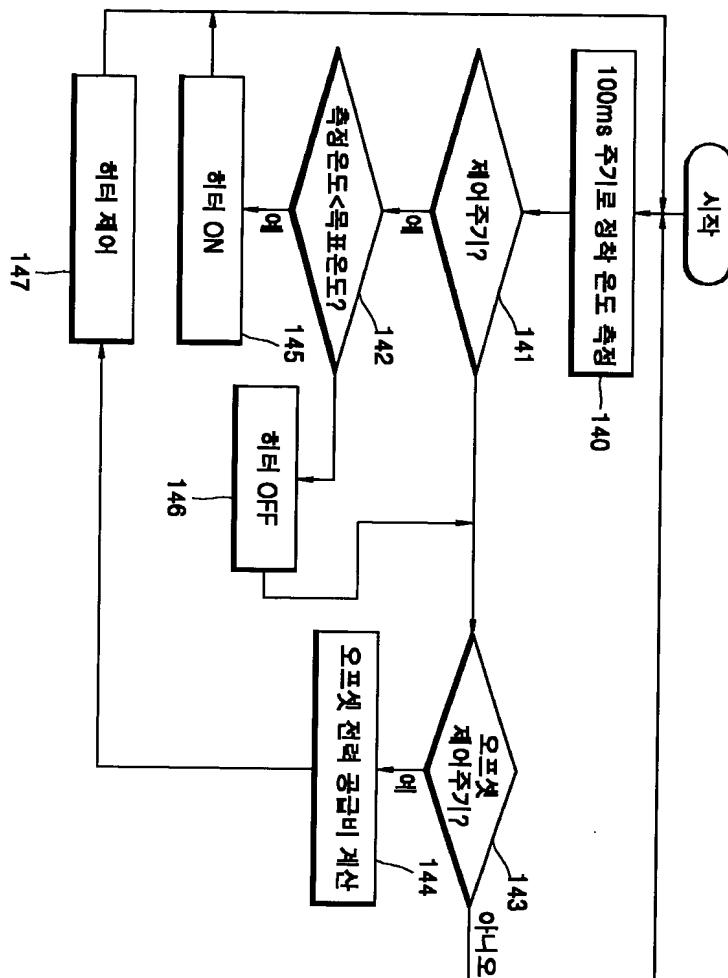 시작
100ms 주기로 정착 온도 측정
140
제어주기?
141
예
측정온도<목표온도?
142
예
히터 ON
145
히터 OFF
146
오프셋
제어주기?
143
예
아니오
오프셋 전력 공급비 계산
144
히터 제어
147